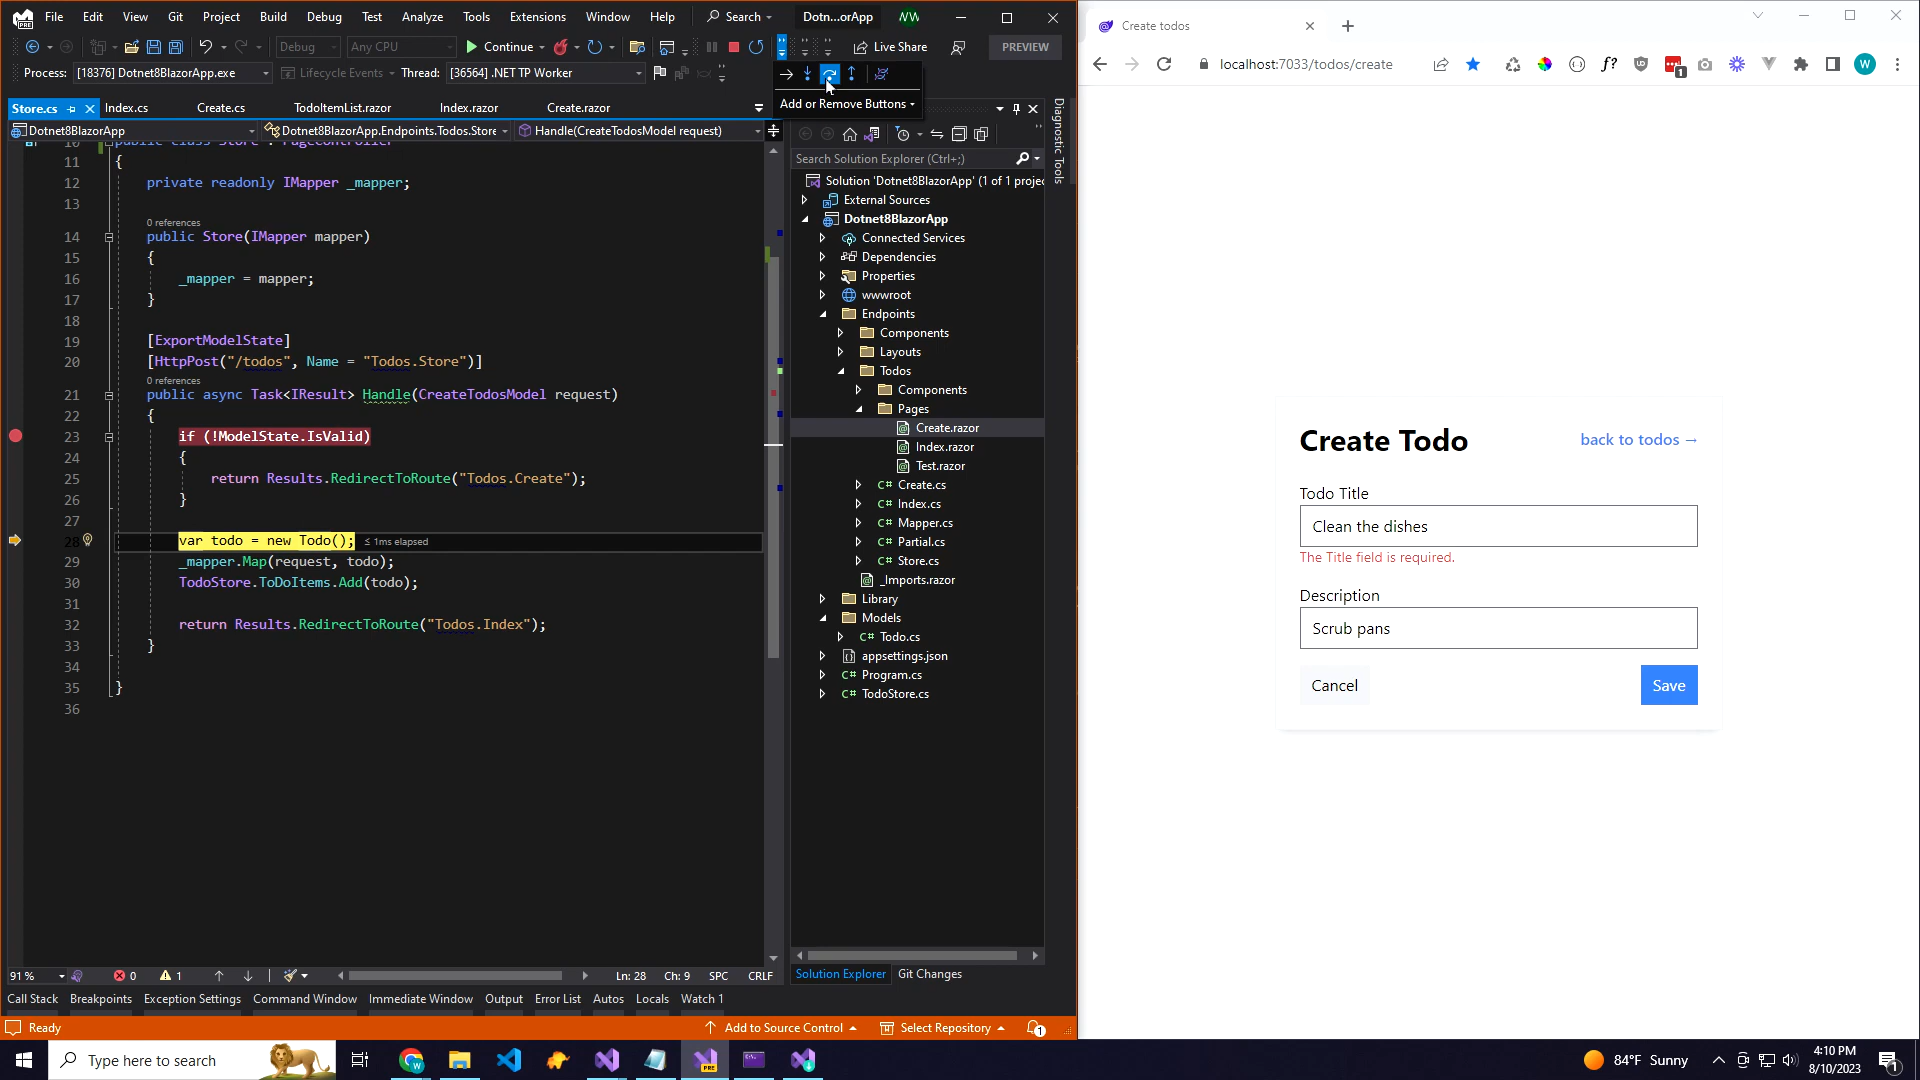 File Edit View Git Project Build Debug Test Analyze Tools Extensions Window Help Search Dotn...orApp
Debug Any CPU Continue Live Share PREVIEW
Process: [18376] Dotnet8BlazorApp.exe Lifecycle Events Thread: [36564] .NET TP Worker
Add or Remove Buttons
Store.cs Index.cs Create.cs TodoItemList.razor Index.razor Create.razor
Dotnet8BlazorApp Dotnet8BlazorApp.Endpoints.Todos.Store Handle(CreateTodosModel request)
10 public class Store : PageController
11 {
12 private readonly IMapper _mapper;
13
0 references
14 public Store(IMapper mapper)
15 {
16 _mapper = mapper;
17 }
18
19 [ExportModelState]
20 [HttpPost("/todos", Name = "Todos.Store")]
0 references
21 public async Task<IResult> Handle(CreateTodosModel request)
22 {
23 if (!ModelState.IsValid)
24 {
25 return Results.RedirectToRoute("Todos.Create");
26 }
27
28 var todo = new Todo(); ≤ 1ms elapsed
29 _mapper.Map(request, todo);
30 TodoStore.ToDoItems.Add(todo);
31
32 return Results.RedirectToRoute("Todos.Index");
33 }
34
35 }
36
91 % 0 1 Ln: 28 Ch: 9 SPC CRLF
Call Stack Breakpoints Exception Settings Command Window Immediate Window Output Error List Autos Locals Watch 1
Ready Add to Source Control Select Repository 1
Search Solution Explorer (Ctrl+;)
Solution 'Dotnet8BlazorApp' (1 of 1 projec
External Sources
Dotnet8BlazorApp
Connected Services
Dependencies
Properties
wwwroot
Endpoints
Components
Layouts
Todos
Components
Pages
Create.razor
Index.razor
Test.razor
C# Create.cs
C# Index.cs
C# Mapper.cs
C# Partial.cs
C# Store.cs
_Imports.razor
Library
Models
C# Todo.cs
appsettings.json
C# Program.cs
C# TodoStore.cs
Solution Explorer Git Changes
Diagnostic Tools
Create todos
localhost:7033/todos/create f? 1 W
Create Todo back to todos →
Todo Title
Clean the dishes
The Title field is required.
Description
Scrub pans
Cancel Save
Type here to search PRE 84°F Sunny 4:10 PM
8/10/2023 1